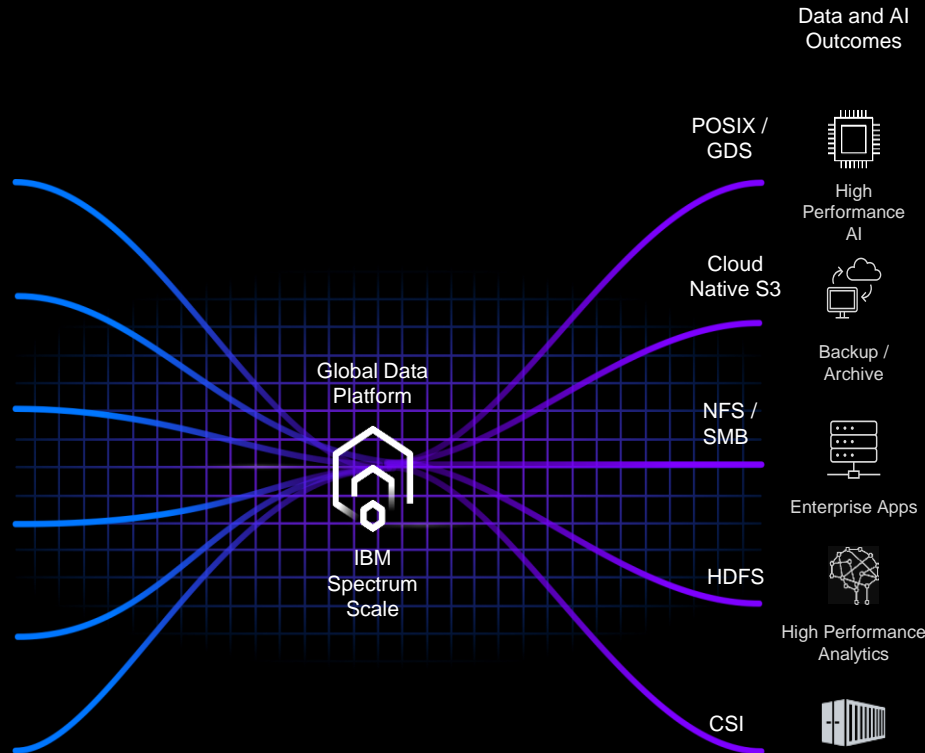 Data and AI
Outcomes
POSIX /
GDS
High
Performance
AI
Cloud
Native S3
Backup /
Archive
Global Data
Platform
NFS /
SMB
Enterprise Apps
IBM
Spectrum
Scale
HDFS
High Performance
Analytics
CSI